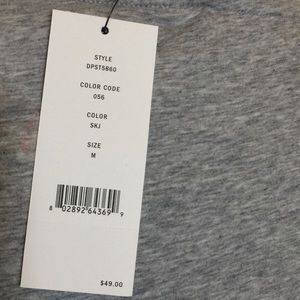 STYLE
DPST5860
COLOR CODE
056
COLOR
SKJ
SIZE
M
8 02892 64369 9
$49.00